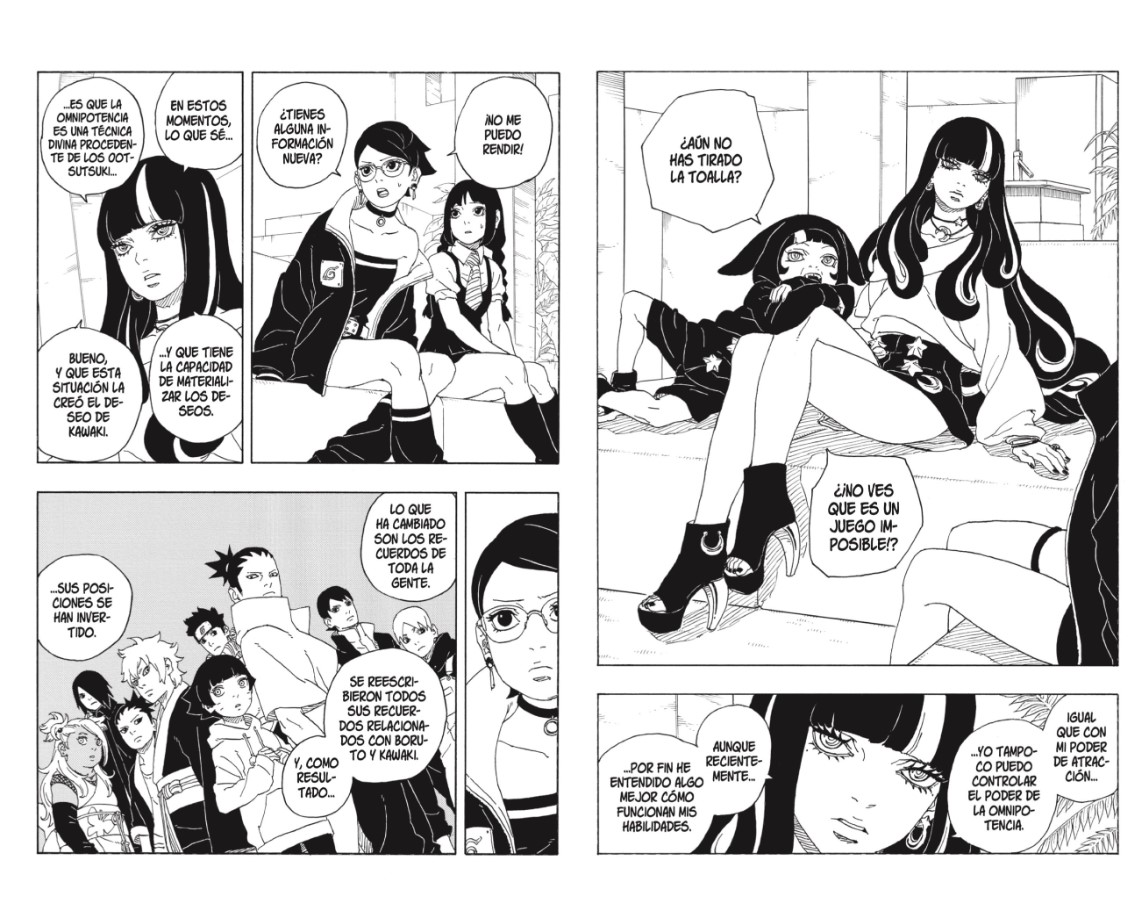 ¿AÚN NO
HAS TIRADO
LA TOALLA?
¿¡NO VES
QUE ES UN
JUEGO IM-
POSIBLE!?
IGUAL
QUE CON
MI PODER
DE ATRAC-
CIÓN...
...YO TAMPO-
CO PUEDO
CONTROLAR
EL PODER DE
LA OMNIPO-
TENCIA.
AUNQUE
RECIENTE-
MENTE...
...POR FIN HE
ENTENDIDO ALGO
MEJOR CÓMO
FUNCIONAN MIS
HABILIDADES.
¡NO ME
PUEDO
RENDIR!
¿TIENES
ALGUNA IN-
FORMACIÓN
NUEVA?
EN ESTOS
MOMENTOS,
LO QUE SÉ...
...ES QUE LA
OMNIPOTENCIA
ES UNA TÉCNICA
DIVINA PROCEDEN-
TE DE LOS OOT-
SUTSUKI...
...Y QUE TIENE
LA CAPACIDAD
DE MATERIALI-
ZAR LOS DE-
SEOS.
BUENO,
Y QUE ESTA
SITUACIÓN LA
CREÓ EL DE-
SEO DE
KAWAKI.
LO QUE
HA CAMBIADO
SON LOS RE-
CUERDOS DE
TODA LA
GENTE.
SE REESCRI-
BIERON TODOS
SUS RECUER-
DOS RELACIONA-
DOS CON BORU-
TO Y KAWAKI.
Y, COMO
RESUL-
TADO...
...SUS POSI-
CIONES SE
HAN INVER-
TIDO.